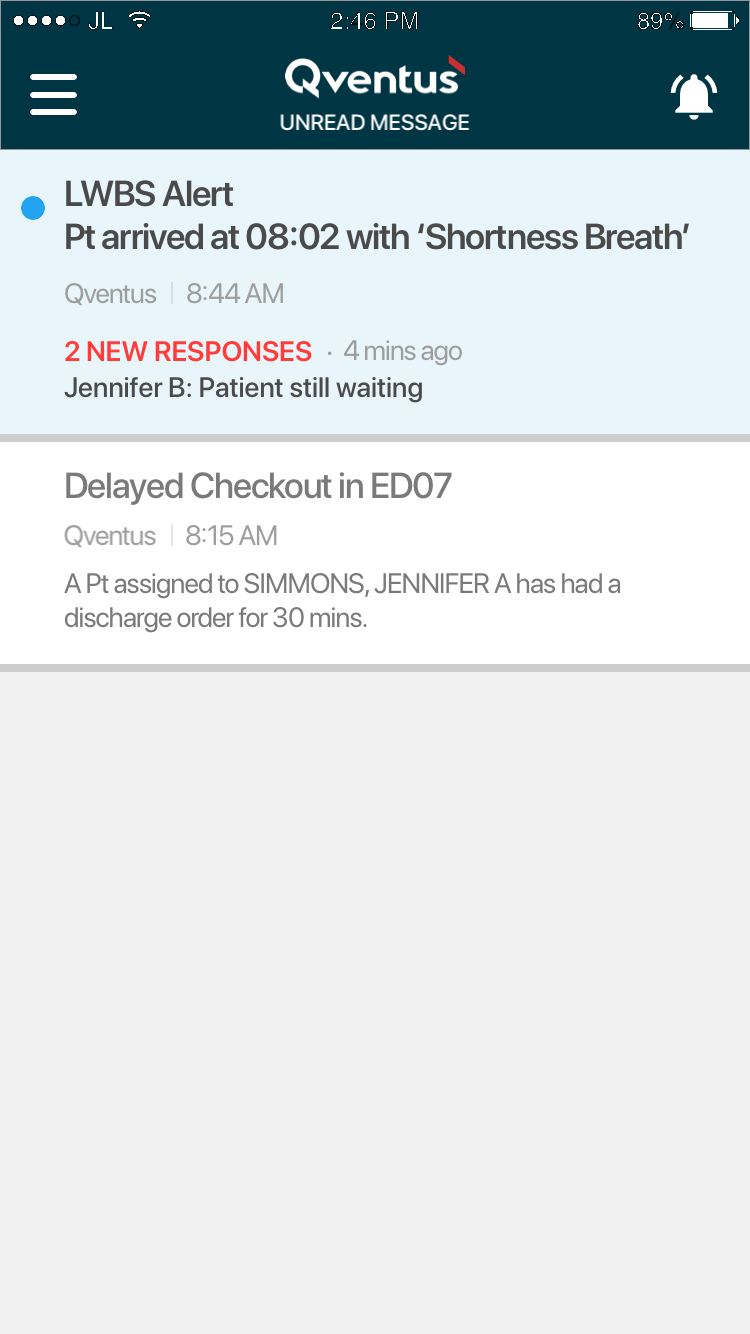 JL 2:46 PM 89%
Qventus
UNREAD MESSAGE
LWBS Alert
Pt arrived at 08:02 with ‘Shortness Breath’
Qventus | 8:44 AM
2 NEW RESPONSES · 4 mins ago
Jennifer B: Patient still waiting
Delayed Checkout in ED07
Qventus | 8:15 AM
A Pt assigned to SIMMONS, JENNIFER A has had a
discharge order for 30 mins.